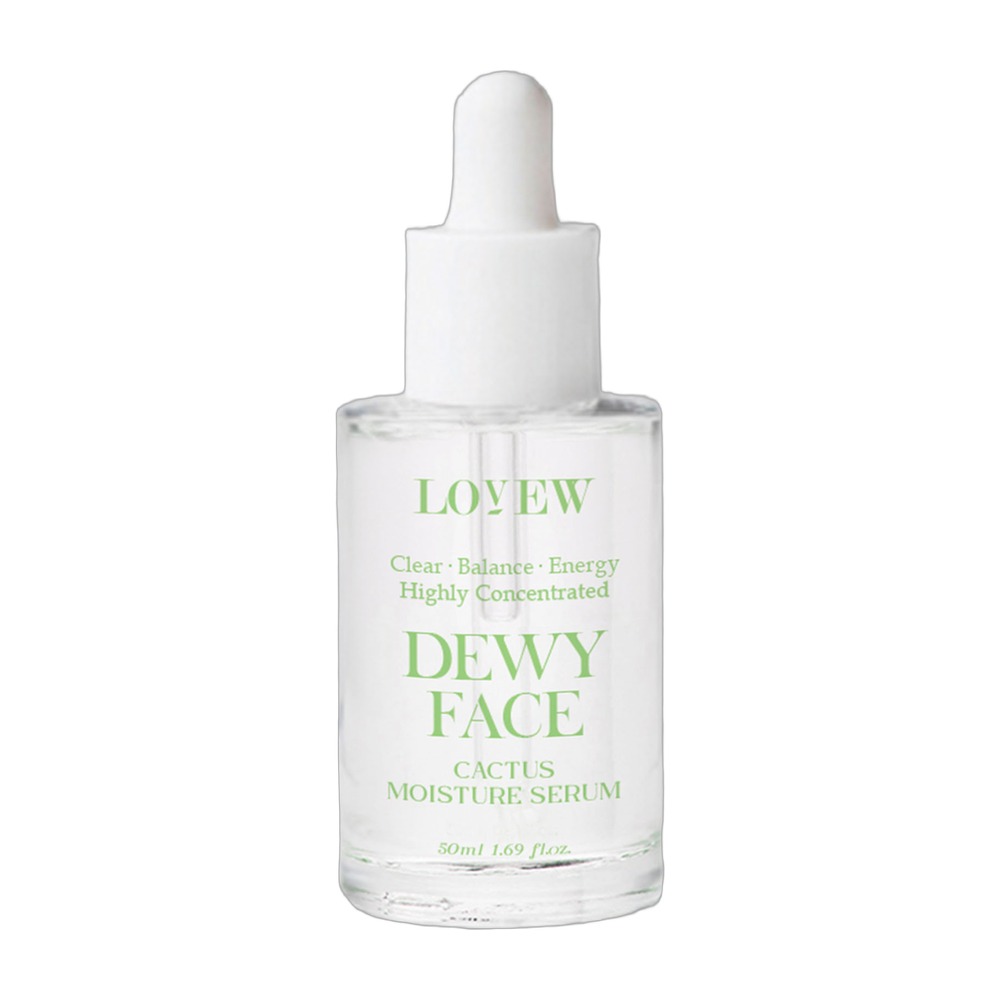 LOVEW
Clear · Balance · Energy
Highly Concentrated
DEWY
FACE
CACTUS
MOISTURE SERUM
50ml 1.69 fl.oz.